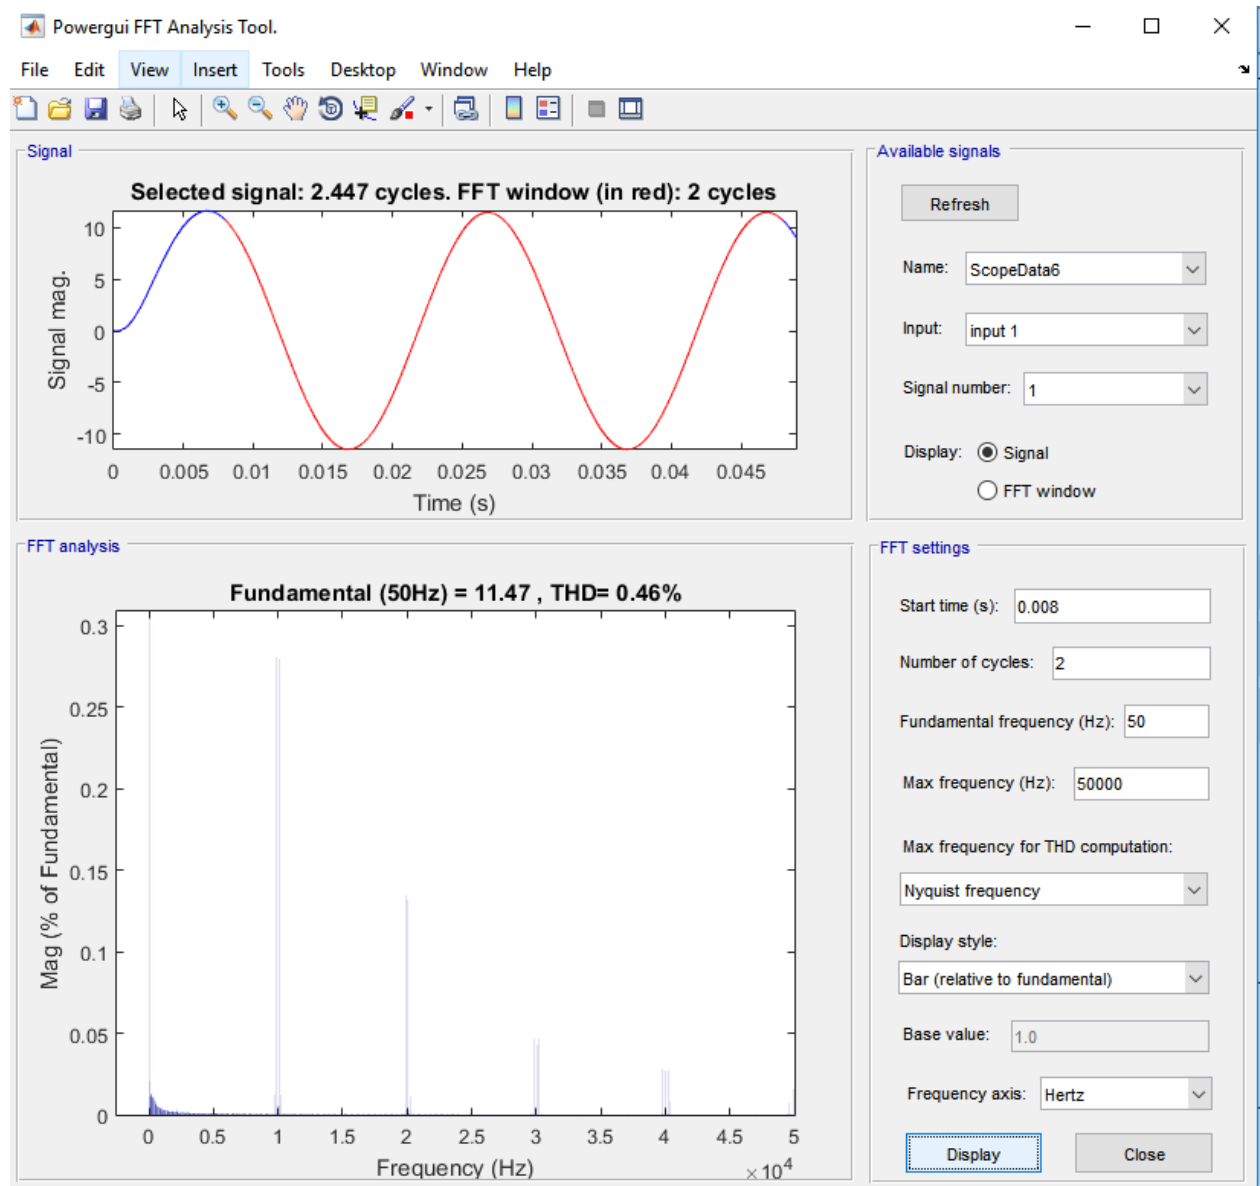 Powergui FFT Analysis Tool.
File Edit View Insert Tools Desktop Window Help
Signal
Selected signal: 2.447 cycles. FFT window (in red): 2 cycles
10
5
0
-5
-10
Signal mag.
0 0.005 0.01 0.015 0.02 0.025 0.03 0.035 0.04 0.045
Time (s)
Available signals
Refresh
Name: ScopeData6
Input: input 1
Signal number: 1
Display: Signal
FFT window
FFT analysis
Fundamental (50Hz) = 11.47 , THD= 0.46%
0.3
0.25
0.2
0.15
0.1
0.05
0
Mag (% of Fundamental)
0 0.5 1 1.5 2 2.5 3 3.5 4 4.5 5
Frequency (Hz) ×10⁴
FFT settings
Start time (s): 0.008
Number of cycles: 2
Fundamental frequency (Hz): 50
Max frequency (Hz): 50000
Max frequency for THD computation:
Nyquist frequency
Display style:
Bar (relative to fundamental)
Base value: 1.0
Frequency axis: Hertz
Display Close